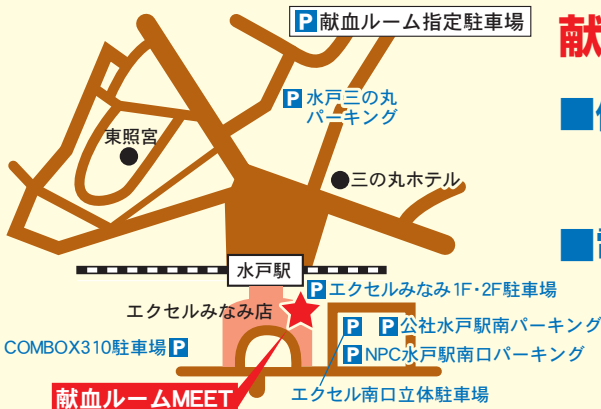 P 献血ルーム指定駐車場
献
P 水戸三の丸
パーキング
東照宮
三の丸ホテル
水戸駅
P エクセルみなみ1F・2F駐車場
エクセルみなみ店
P P 公社水戸駅南パーキング
COMBOX310駐車場 P
P NPC水戸駅南口パーキング
献血ルームMEET
エクセル南口立体駐車場